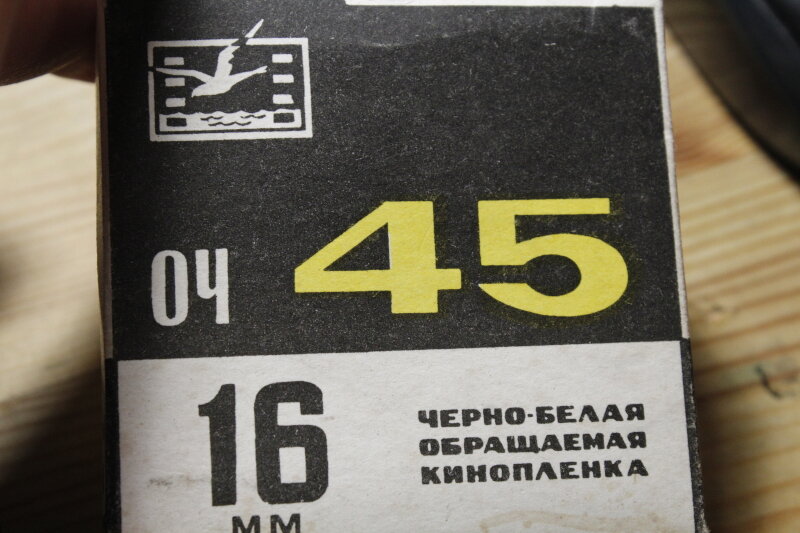 ОЧ 45
16
ММ
ЧЕРНО-БЕЛАЯ
ОБРАЩАЕМАЯ
КИНОПЛЕНКА